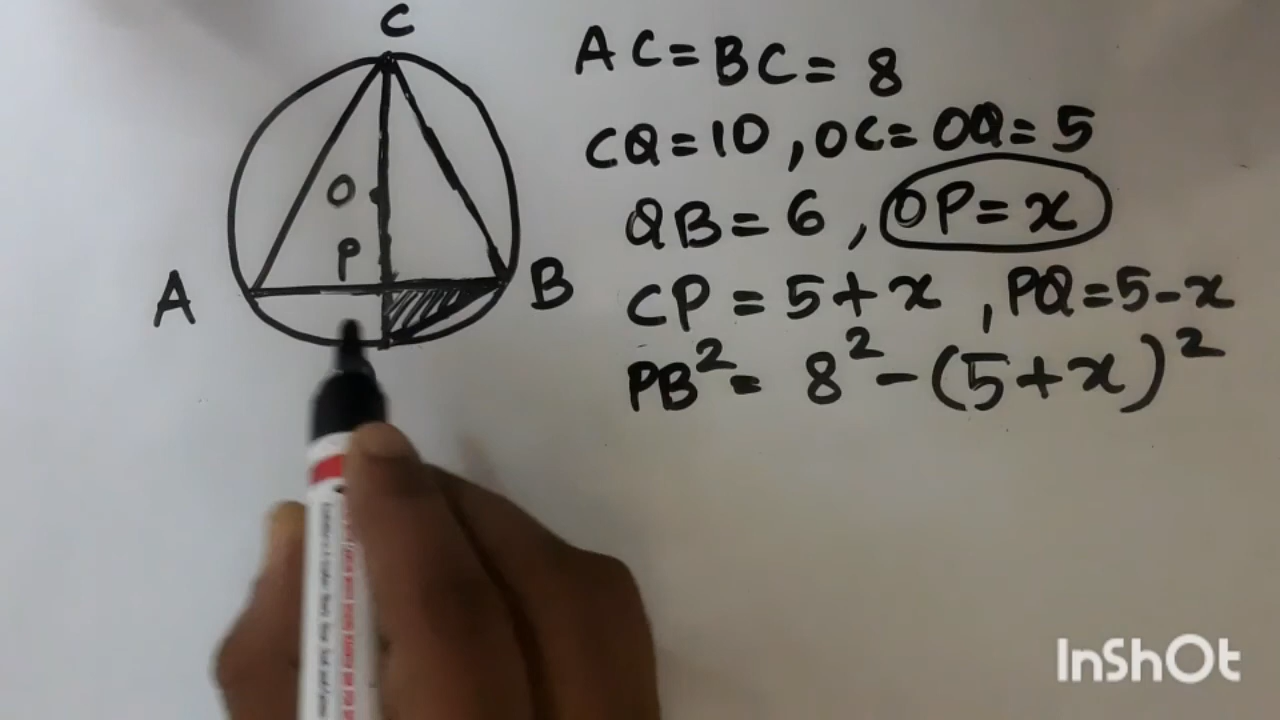 C
AC=BC=8
CQ=10, OC=OQ=5
O
QB=6, OP=x
P
A
B
CP=5+x, PQ=5-x
PB²=8²-(5+x)²
InShOt